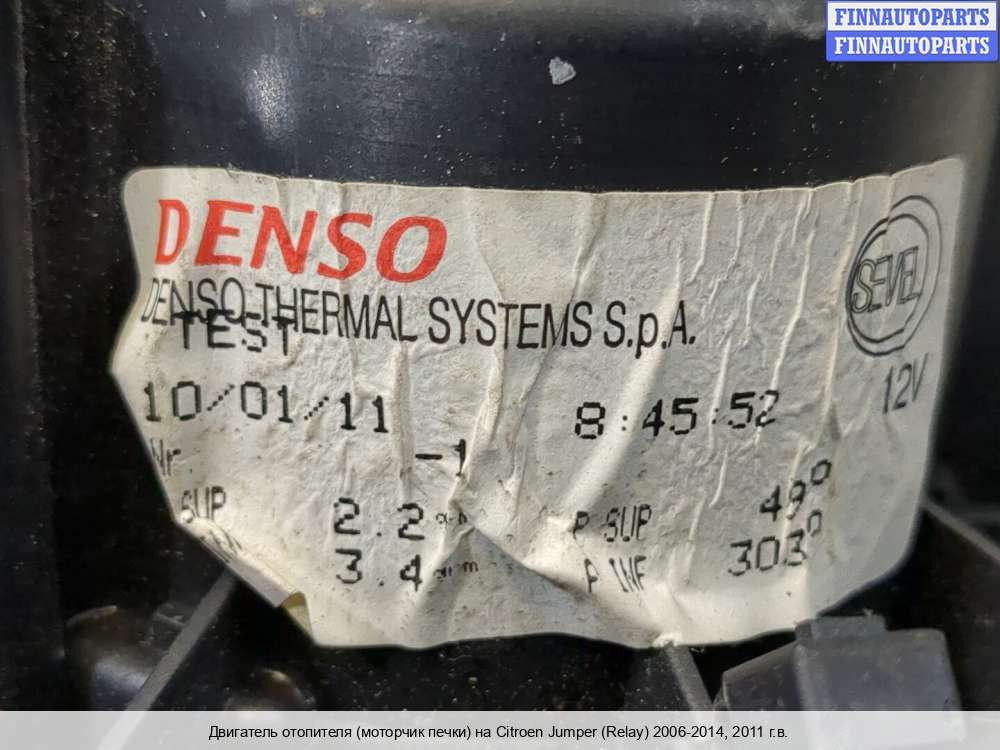 FINNAUTOPARTS
FINNAUTOPARTS
DENSO
DENSO THERMAL SYSTEMS S.p.A.
SEVEL
TEST
12V
10/01/11 8:45:52
Nr -1
SUP 2.2 P SUP 49°
3.4 P INF 303°
Двигатель отопителя (моторчик печки) на Citroen Jumper (Relay) 2006-2014, 2011 г.в.